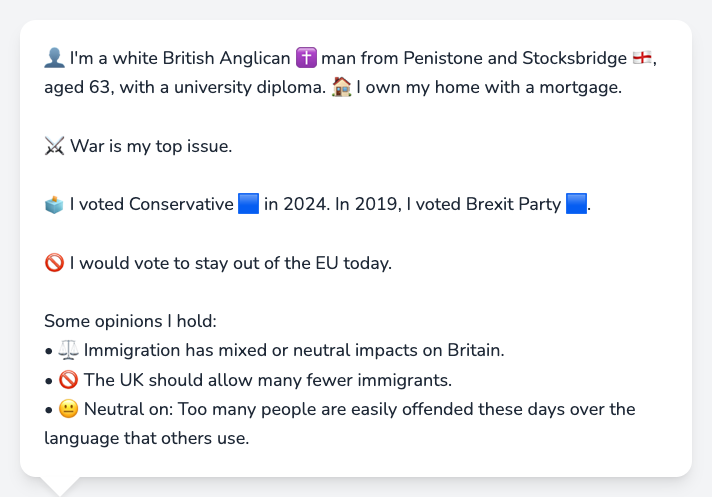 👤 I'm a white British Anglican ✝️ man from Penistone and Stocksbridge 🏴󠁧󠁢󠁥󠁮󠁧󠁿,
aged 63, with a university diploma. 🏠 I own my home with a mortgage.
⚔️ War is my top issue.
🗳️ I voted Conservative 🟦 in 2024. In 2019, I voted Brexit Party 🟦.
🚫 I would vote to stay out of the EU today.
Some opinions I hold:
• ⚖️ Immigration has mixed or neutral impacts on Britain.
• 🚫 The UK should allow many fewer immigrants.
• 😐 Neutral on: Too many people are easily offended these days over the
language that others use.